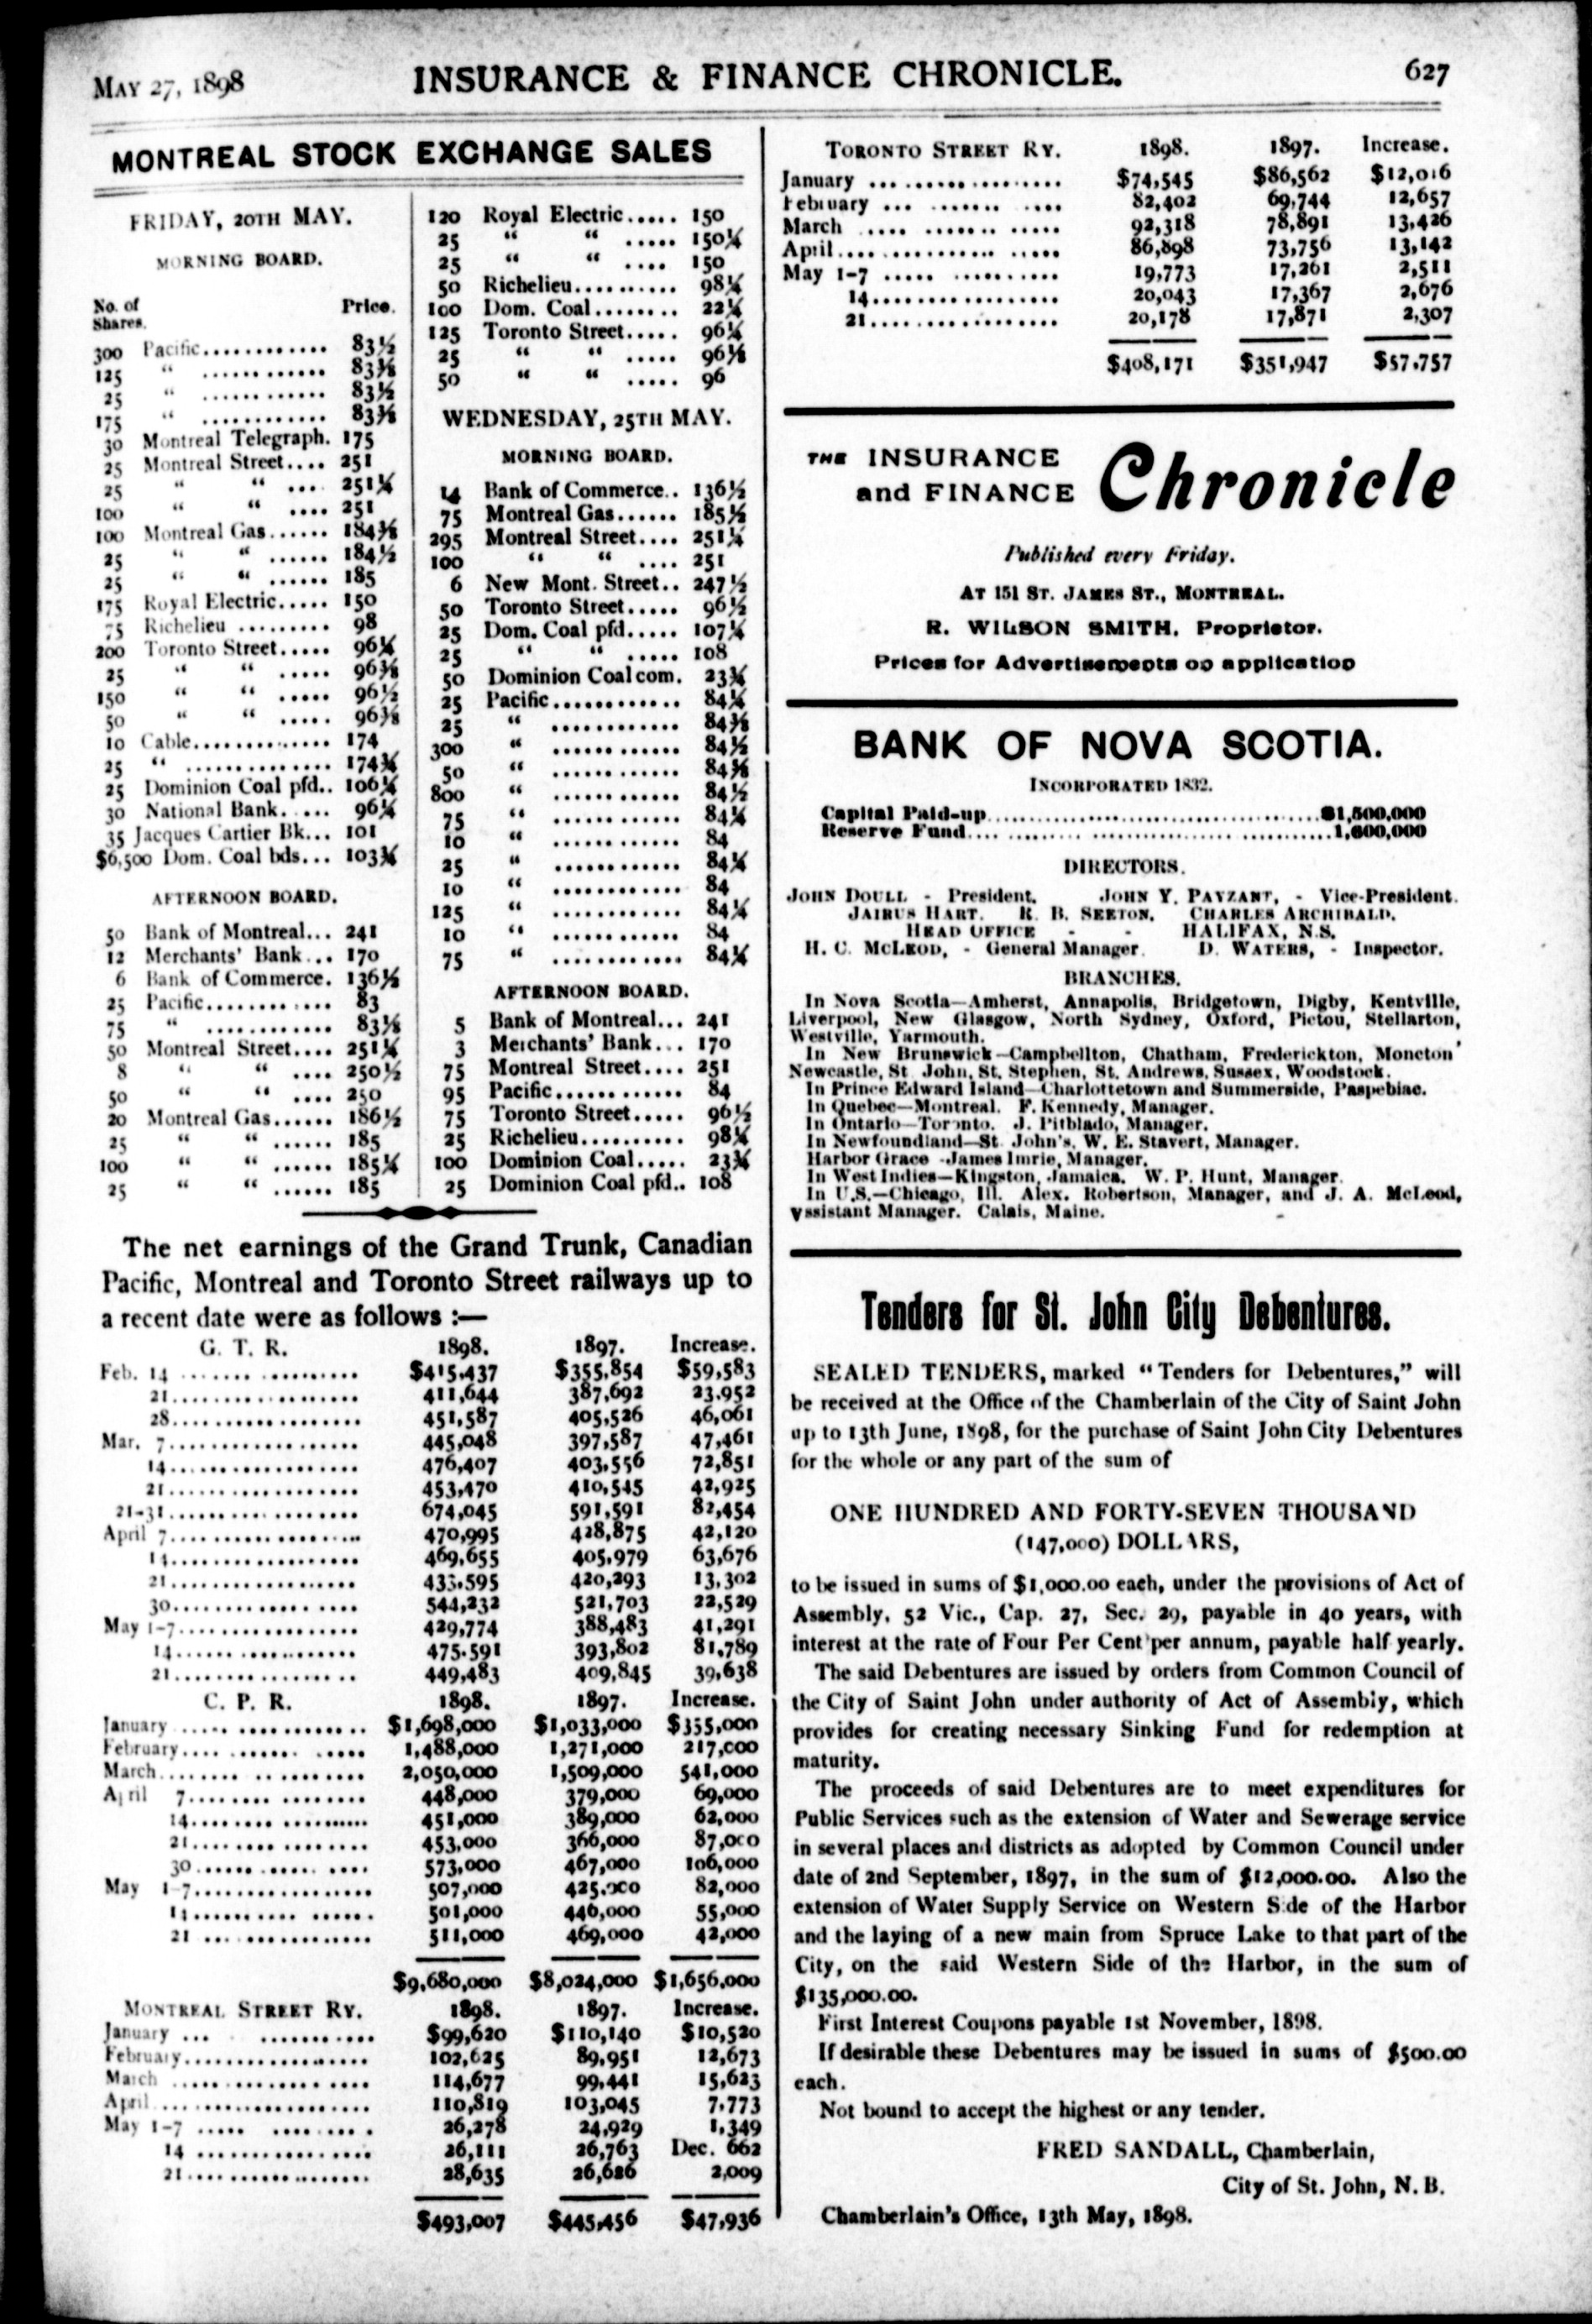 MAY 27, 1898 INSURANCE & FINANCE CHRONICLE. 627
MONTREAL STOCK EXCHANGE SALES
FRIDAY, 20TH MAY.
MORNING BOARD.
No. of Shares. Price.
300 Pacific............. 83½
125 “ ............ 83⅜
25 “ ............ 83½
175 “ ............ 83⅜
30 Montreal Telegraph. 175
25 Montreal Street.... 251
25 “ “ .... 251¼
100 “ “ .... 251
100 Montreal Gas...... 184⅜
25 “ “ ...... 184½
25 “ “ ...... 185
175 Royal Electric..... 150
75 Richelieu ......... 98
200 Toronto Street..... 96¼
25 “ “ ..... 96⅜
150 “ “ ..... 96½
50 “ “ ..... 96⅜
10 Cable.............. 174
25 “ .............. 174¾
25 Dominion Coal pfd.. 106¼
30 National Bank. .... 96¼
35 Jacques Cartier Bk... 101
$6,500 Dom. Coal bds... 103¾
AFTERNOON BOARD.
50 Bank of Montreal... 241
12 Merchants’ Bank... 170
6 Bank of Commerce. 136½
25 Pacific............ 83
75 “ ............ 83⅛
50 Montreal Street.... 251¼
8 “ “ .... 250½
50 “ “ .... 250
20 Montreal Gas...... 186½
25 “ “ ...... 185
100 “ “ ...... 185¼
25 “ “ ...... 185
120 Royal Electric..... 150
25 “ “ ..... 150¼
25 “ “ .... 150
50 Richelieu.......... 98¼
100 Dom. Coal........ 22¼
125 Toronto Street..... 96¼
25 “ “ ..... 96⅛
50 “ “ ..... 96
WEDNESDAY, 25TH MAY.
MORNING BOARD.
14 Bank of Commerce.. 136½
75 Montreal Gas...... 185½
295 Montreal Street.... 251¼
100 “ “ .... 251
6 New Mont. Street.. 247½
50 Toronto Street..... 96½
25 Dom. Coal pfd..... 107¼
25 “ “ ..... 108
50 Dominion Coal com. 23¾
25 Pacific............ 84¼
25 “ ............ 84⅜
300 “ ............ 84½
50 “ ............ 84⅜
800 “ ............ 84½
75 “ ............ 84¼
10 “ ............ 84
25 “ ............ 84¼
10 “ ............ 84
125 “ ............ 84¼
10 “ ............ 84
75 “ ............ 84¼
AFTERNOON BOARD.
5 Bank of Montreal... 241
3 Merchants’ Bank... 170
75 Montreal Street.... 251
95 Pacific............ 84
75 Toronto Street..... 96½
25 Richelieu.......... 98¼
100 Dominion Coal..... 23¾
25 Dominion Coal pfd.. 108
The net earnings of the Grand Trunk, Canadian
Pacific, Montreal and Toronto Street railways up to
a recent date were as follows :—
G. T. R. 1898. 1897. Increase.
Feb. 14 ................ $415,437 $355,854 $59,583
21.................. 411,644 387,692 23,952
28.................. 451,587 405,526 46,061
Mar. 7.................. 445,048 397,587 47,461
14.................. 476,407 403,556 72,851
21.................. 453,470 410,545 42,925
21-31.................. 674,045 591,591 82,454
April 7.................. 470,995 428,875 42,120
14.................. 469,655 405,979 63,676
21.................. 433,595 420,293 13,302
30.................. 544,232 521,703 22,529
May 1-7................. 429,774 388,483 41,291
14.................. 475,591 393,802 81,789
21.................. 449,483 409,845 39,638
C. P. R. 1898. 1897. Increase.
January ................. $1,698,000 $1,033,000 $355,000
February................. 1,488,000 1,271,000 217,000
March................... 2,050,000 1,509,000 541,000
April 7................ 448,000 379,000 69,000
14................ 451,000 389,000 62,000
21................ 453,000 366,000 87,000
30................ 573,000 467,000 106,000
May 1-7................. 507,000 425,000 82,000
14................ 501,000 446,000 55,000
21 ................ 511,000 469,000 42,000
$9,680,000 $8,024,000 $1,656,000
MONTREAL STREET RY. 1898. 1897. Increase.
January ... ........... $99,620 $110,140 $10,520
February................. 102,625 89,951 12,673
March .................. 114,677 99,441 15,623
April................... 110,819 103,045 7,773
May 1-7 ..... ......... 26,278 24,929 1,349
14 ................. 26,111 26,763 Dec. 662
21.................. 28,635 26,626 2,009
$493,007 $445,456 $47,936
TORONTO STREET RY. 1898. 1897. Increase.
January .................. $74,545 $86,562 $12,016
February ... ....... .... 82,402 69,744 12,657
March .... ....... ..... 92,318 78,891 13,426
April.................... 86,898 73,756 13,142
May 1-7 ..... .......... 19,773 17,261 2,511
14.................. 20,043 17,367 2,676
21.................. 20,178 17,871 2,307
$408,171 $351,947 $57,757
THE INSURANCE
and FINANCE Chronicle
Published every Friday.
AT 151 ST. JAMES ST., MONTREAL.
R. WILSON SMITH, Proprietor.
Prices for Advertisements on application
BANK OF NOVA SCOTIA.
INCORPORATED 1832.
Capital Paid-up.....................................$1,500,000
Reserve Fund.....................................1,600,000
DIRECTORS.
JOHN DOULL - President. JOHN Y. PAYZANT, - Vice-President.
JAIRUS HART. R. B. SEETON. CHARLES ARCHIBALD.
HEAD OFFICE - - HALIFAX, N.S.
H. C. MCLEOD, - General Manager. D. WATERS, - Inspector.
BRANCHES.
In Nova Scotia—Amherst, Annapolis, Bridgetown, Digby, Kentville,
Liverpool, New Glasgow, North Sydney, Oxford, Pictou, Stellarton,
Westville, Yarmouth.
In New Brunswick—Campbellton, Chatham, Frederickton, Moncton
Newcastle, St John, St. Stephen, St. Andrews, Sussex, Woodstock.
In Prince Edward Island—Charlottetown and Summerside, Paspebiac.
In Quebec—Montreal. F. Kennedy, Manager.
In Ontario—Toronto. J. Pitblado, Manager.
In Newfoundland—St John's. W. E. Stavert, Manager.
Harbor Grace -James Imrie, Manager.
In West Indies—Kingston, Jamaica. W. P. Hunt, Manager.
In U.S.—Chicago, Ill. Alex. Robertson, Manager, and J. A. McLeod,
Assistant Manager. Calais, Maine.
Tenders for St. John City Debentures.
SEALED TENDERS, marked “Tenders for Debentures,” will
be received at the Office of the Chamberlain of the City of Saint John
up to 13th June, 1898, for the purchase of Saint John City Debentures
for the whole or any part of the sum of
ONE HUNDRED AND FORTY-SEVEN THOUSAND
(147,000) DOLLARS,
to be issued in sums of $1,000.00 each, under the provisions of Act of
Assembly, 52 Vic., Cap. 27, Sec. 29, payable in 40 years, with
interest at the rate of Four Per Cent per annum, payable half yearly.
The said Debentures are issued by orders from Common Council of
the City of Saint John under authority of Act of Assembly, which
provides for creating necessary Sinking Fund for redemption at
maturity.
The proceeds of said Debentures are to meet expenditures for
Public Services such as the extension of Water and Sewerage service
in several places and districts as adopted by Common Council under
date of 2nd September, 1897, in the sum of $12,000.00. Also the
extension of Water Supply Service on Western Side of the Harbor
and the laying of a new main from Spruce Lake to that part of the
City, on the said Western Side of the Harbor, in the sum of
$135,000.00.
First Interest Coupons payable 1st November, 1898.
If desirable these Debentures may be issued in sums of $500.00
each.
Not bound to accept the highest or any tender.
FRED SANDALL, Chamberlain,
City of St. John, N. B.
Chamberlain's Office, 13th May, 1898.